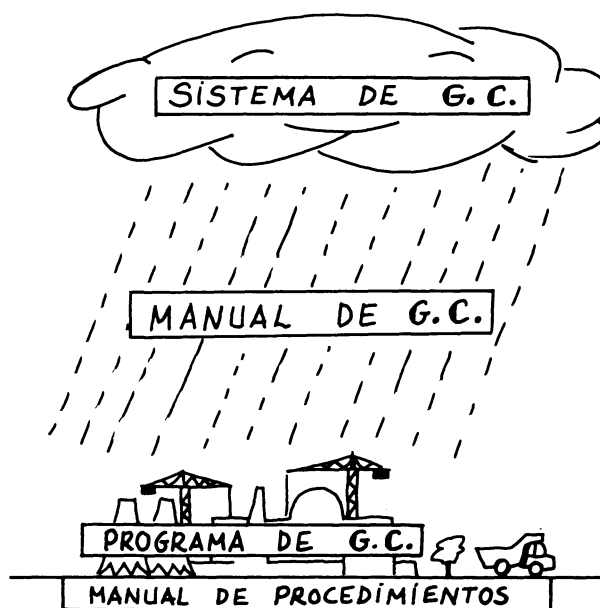 SISTEMA DE G.C.
MANUAL DE G.C.
PROGRAMA DE G.C.
MANUAL DE PROCEDIMIENTOS